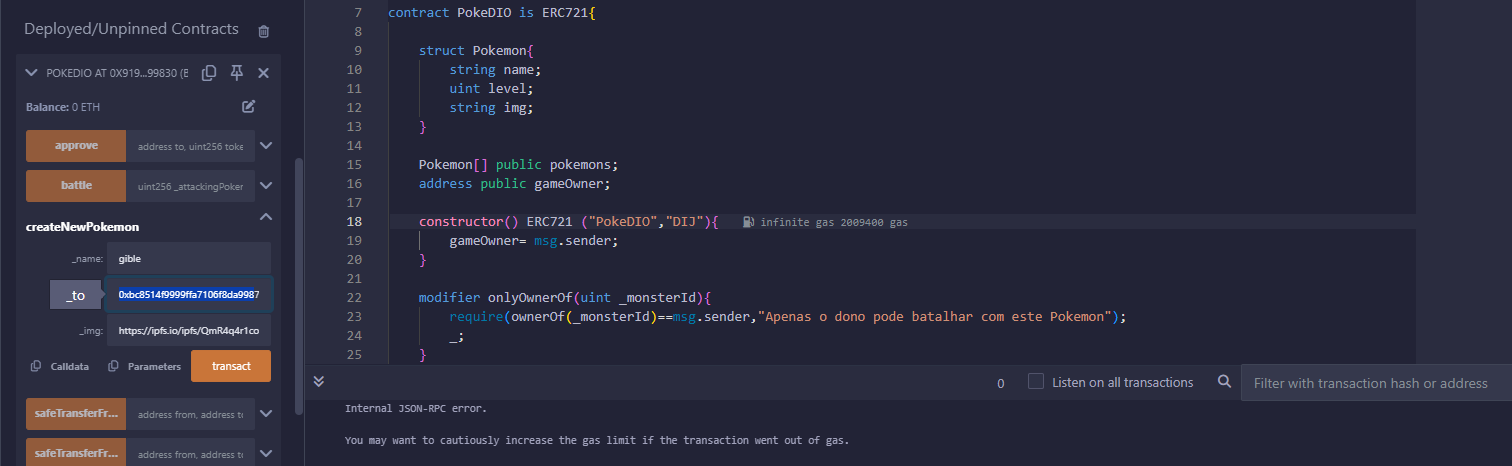 Deployed/Unpinned Contracts
POKEDIO AT 0X919...99830 (E
Balance: 0 ETH
approve address to, uint256 toke
battle uint256 _attackingPoker
createNewPokemon
_name: gible
_to 0xbc8514f9999ffa7106f8da9987
_img: https://ipfs.io/ipfs/QmR4q4r1co
Calldata Parameters transact
safeTransferFr... address from, address to
safeTransferFr... address from, address to
7 contract PokeDIO is ERC721{
8
9 struct Pokemon{
10 string name;
11 uint level;
12 string img;
13 }
14
15 Pokemon[] public pokemons;
16 address public gameOwner;
17
18 constructor() ERC721 ("PokeDIO","DIJ"){ infinite gas 2009400 gas
19 gameOwner= msg.sender;
20 }
21
22 modifier onlyOwnerOf(uint _monsterId){
23 require(ownerOf(_monsterId)==msg.sender,"Apenas o dono pode batalhar com este Pokemon");
24 _;
25 }
0 Listen on all transactions Filter with transaction hash or address
Internal JSON-RPC error.
You may want to cautiously increase the gas limit if the transaction went out of gas.